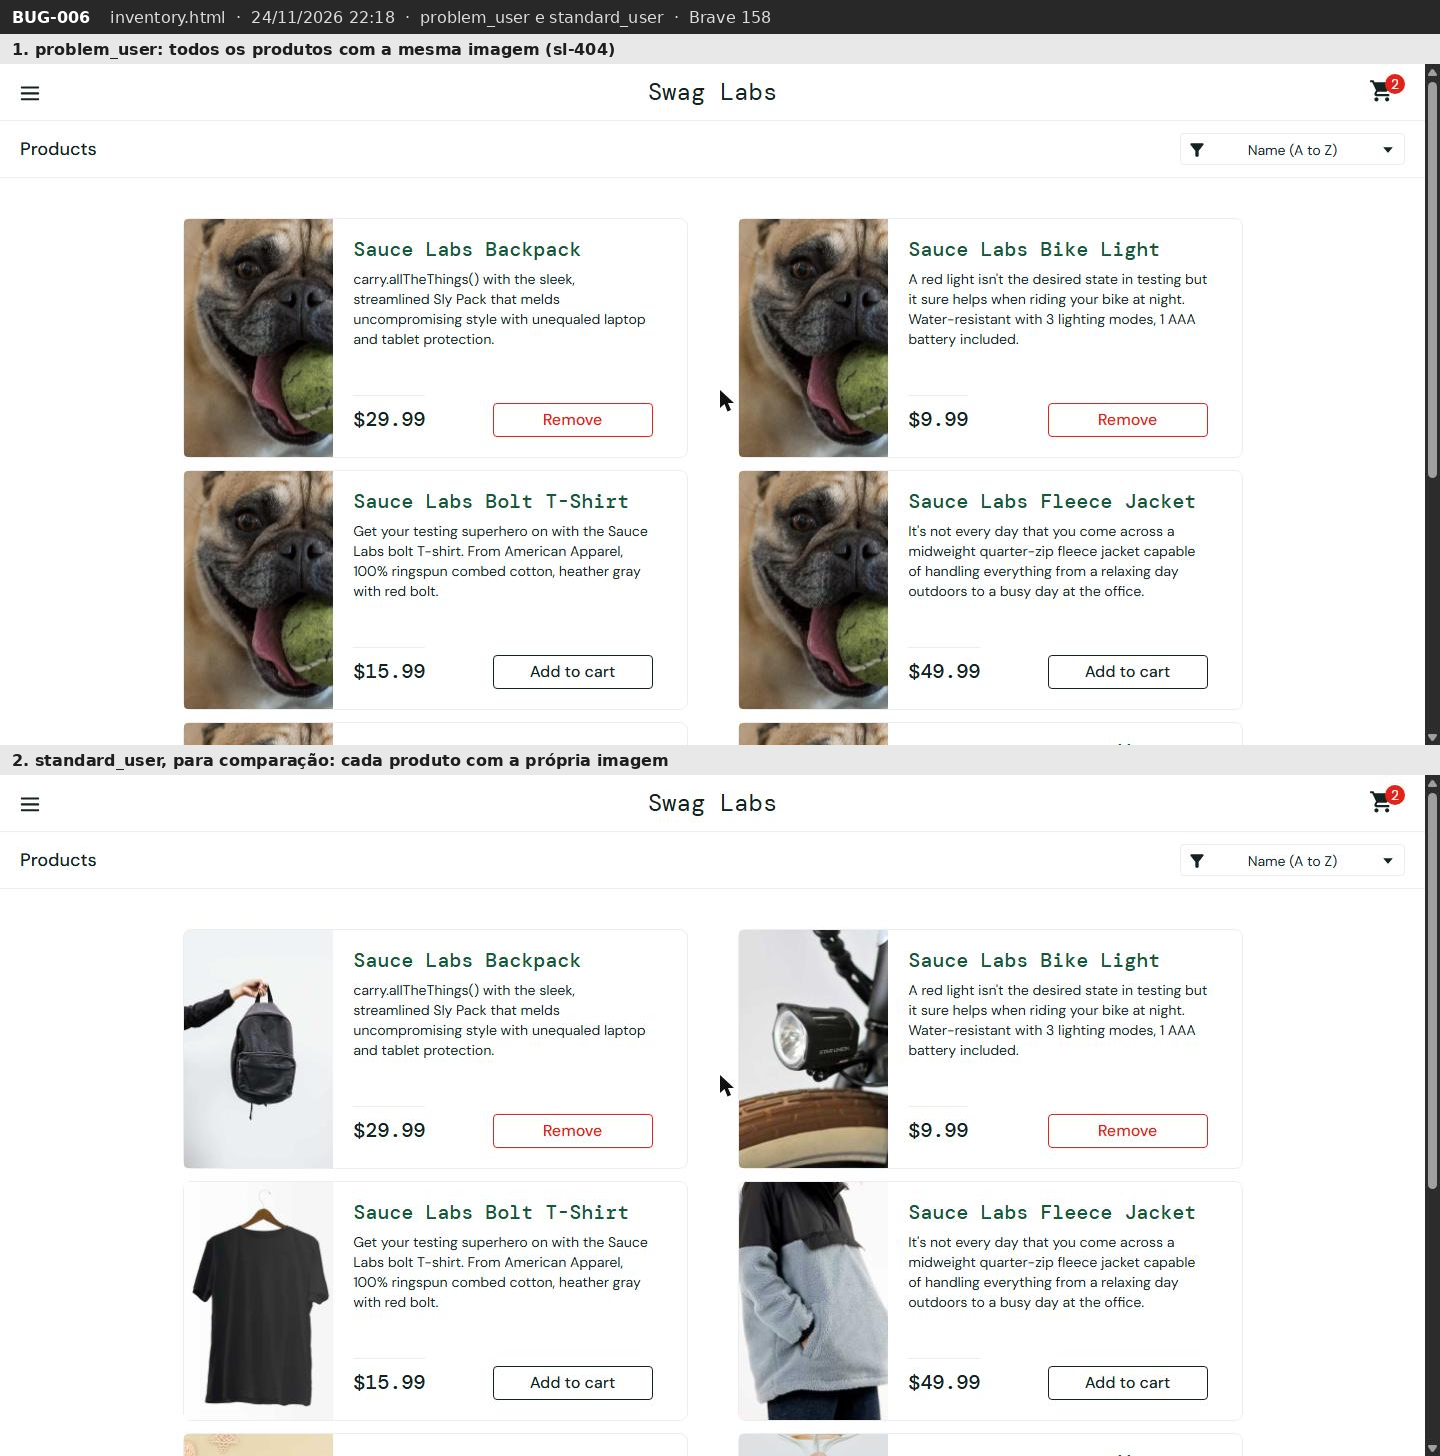 BUG-006 inventory.html · 24/11/2026 22:18 · problem_user e standard_user · Brave 158
1. problem_user: todos os produtos com a mesma imagem (sl-404)
Swag Labs
2
Products
Name (A to Z)
Sauce Labs Backpack
carry.allTheThings() with the sleek,
streamlined Sly Pack that melds
uncompromising style with unequaled laptop
and tablet protection.
$29.99
Remove
Sauce Labs Bike Light
A red light isn't the desired state in testing but
it sure helps when riding your bike at night.
Water-resistant with 3 lighting modes, 1 AAA
battery included.
$9.99
Remove
Sauce Labs Bolt T-Shirt
Get your testing superhero on with the Sauce
Labs bolt T-shirt. From American Apparel,
100% ringspun combed cotton, heather gray
with red bolt.
$15.99
Add to cart
Sauce Labs Fleece Jacket
It's not every day that you come across a
midweight quarter-zip fleece jacket capable
of handling everything from a relaxing day
outdoors to a busy day at the office.
$49.99
Add to cart
2. standard_user, para comparação: cada produto com a própria imagem
Swag Labs
2
Products
Name (A to Z)
Sauce Labs Backpack
carry.allTheThings() with the sleek,
streamlined Sly Pack that melds
uncompromising style with unequaled laptop
and tablet protection.
$29.99
Remove
Sauce Labs Bike Light
A red light isn't the desired state in testing but
it sure helps when riding your bike at night.
Water-resistant with 3 lighting modes, 1 AAA
battery included.
$9.99
Remove
Sauce Labs Bolt T-Shirt
Get your testing superhero on with the Sauce
Labs bolt T-shirt. From American Apparel,
100% ringspun combed cotton, heather gray
with red bolt.
$15.99
Add to cart
Sauce Labs Fleece Jacket
It's not every day that you come across a
midweight quarter-zip fleece jacket capable
of handling everything from a relaxing day
outdoors to a busy day at the office.
$49.99
Add to cart